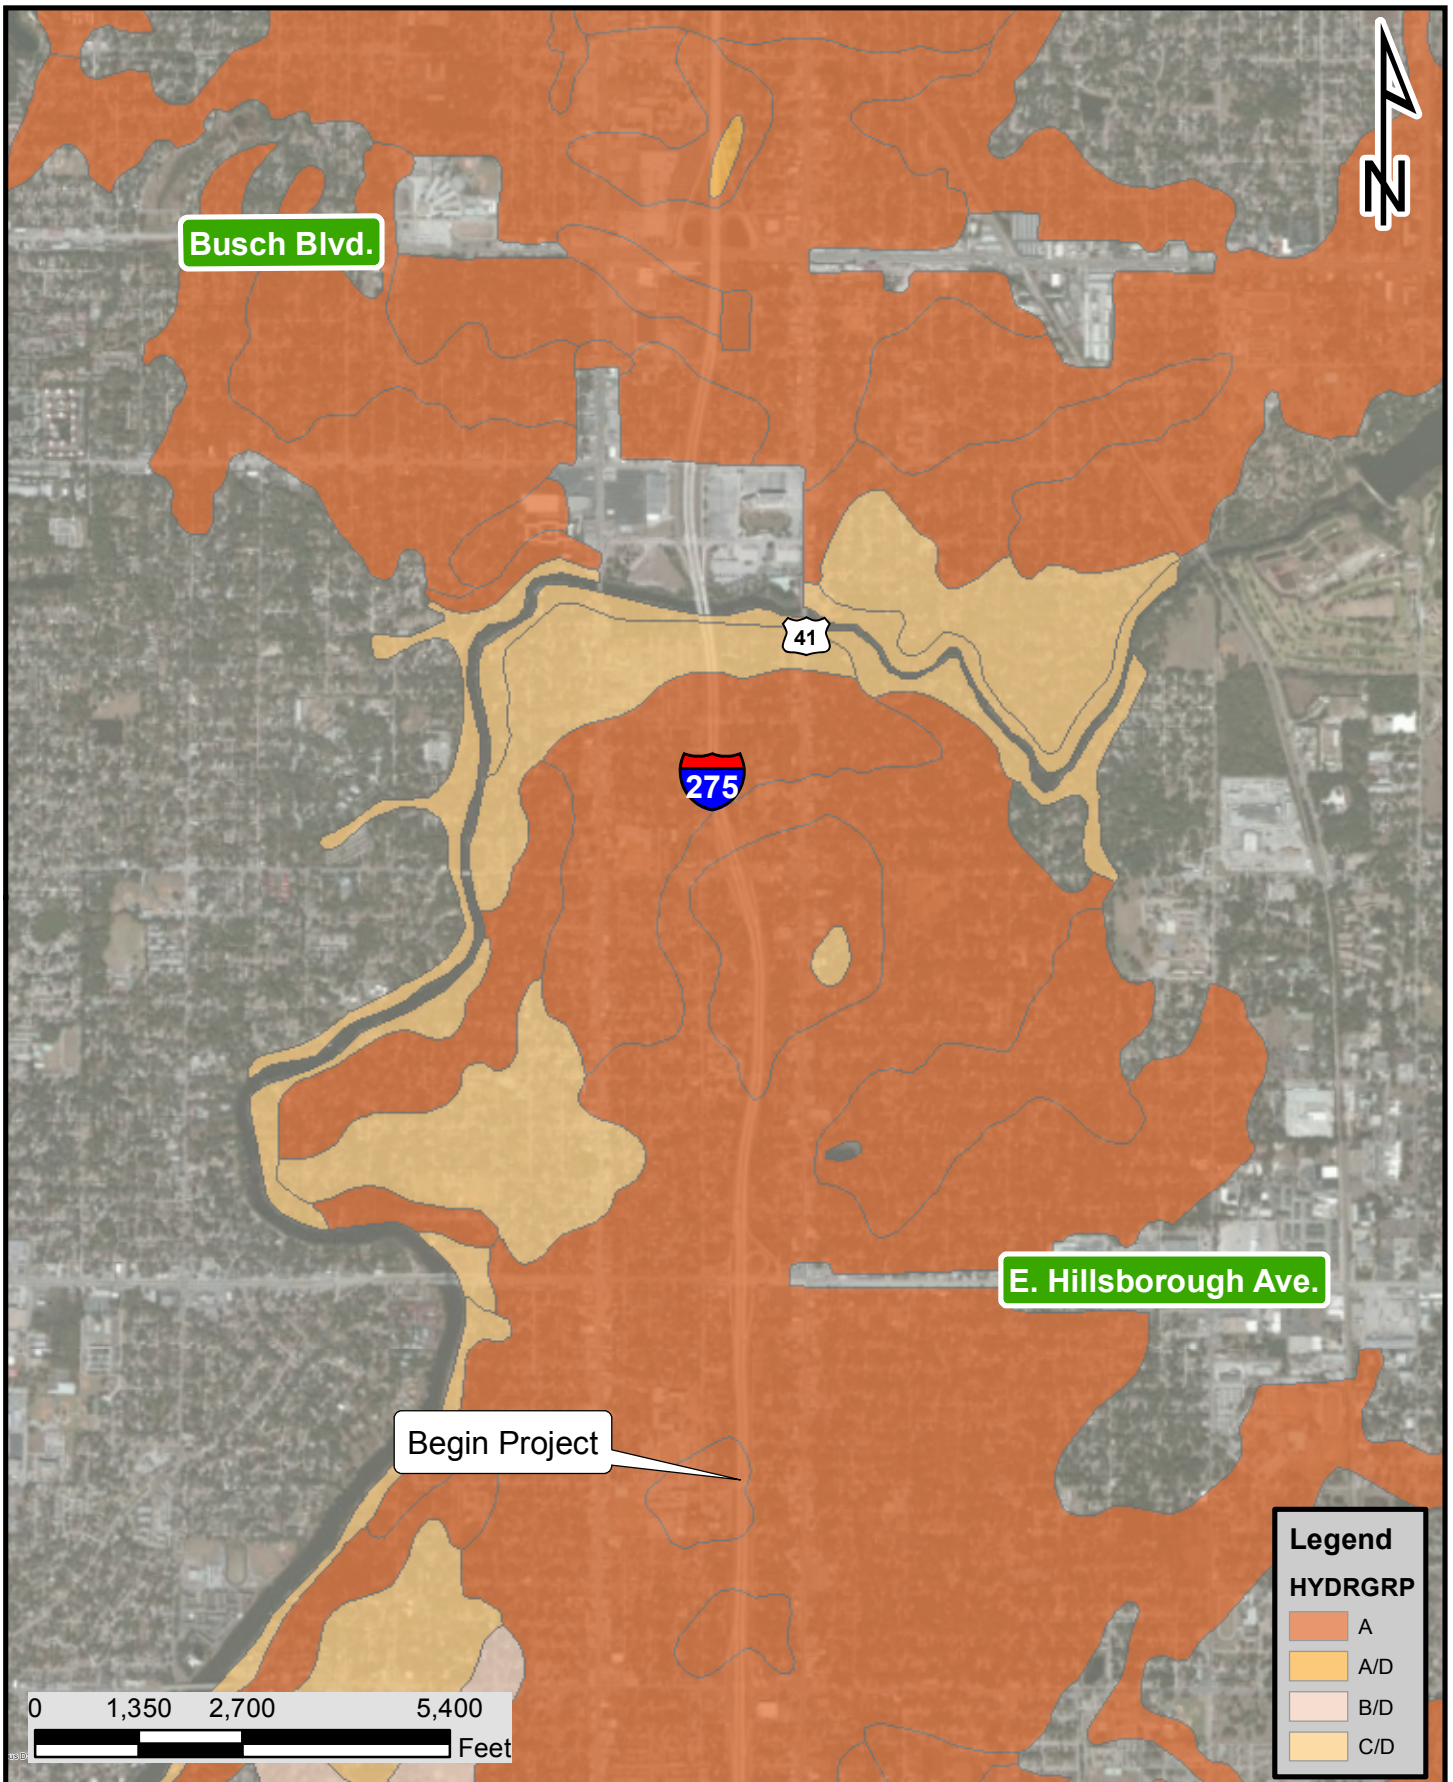 N
Busch Blvd.
41
275
E. Hillsborough Ave.
Begin Project
Legend
HYDRGRP
A
A/D
B/D
C/D
0 1,350 2,700 5,400
Feet